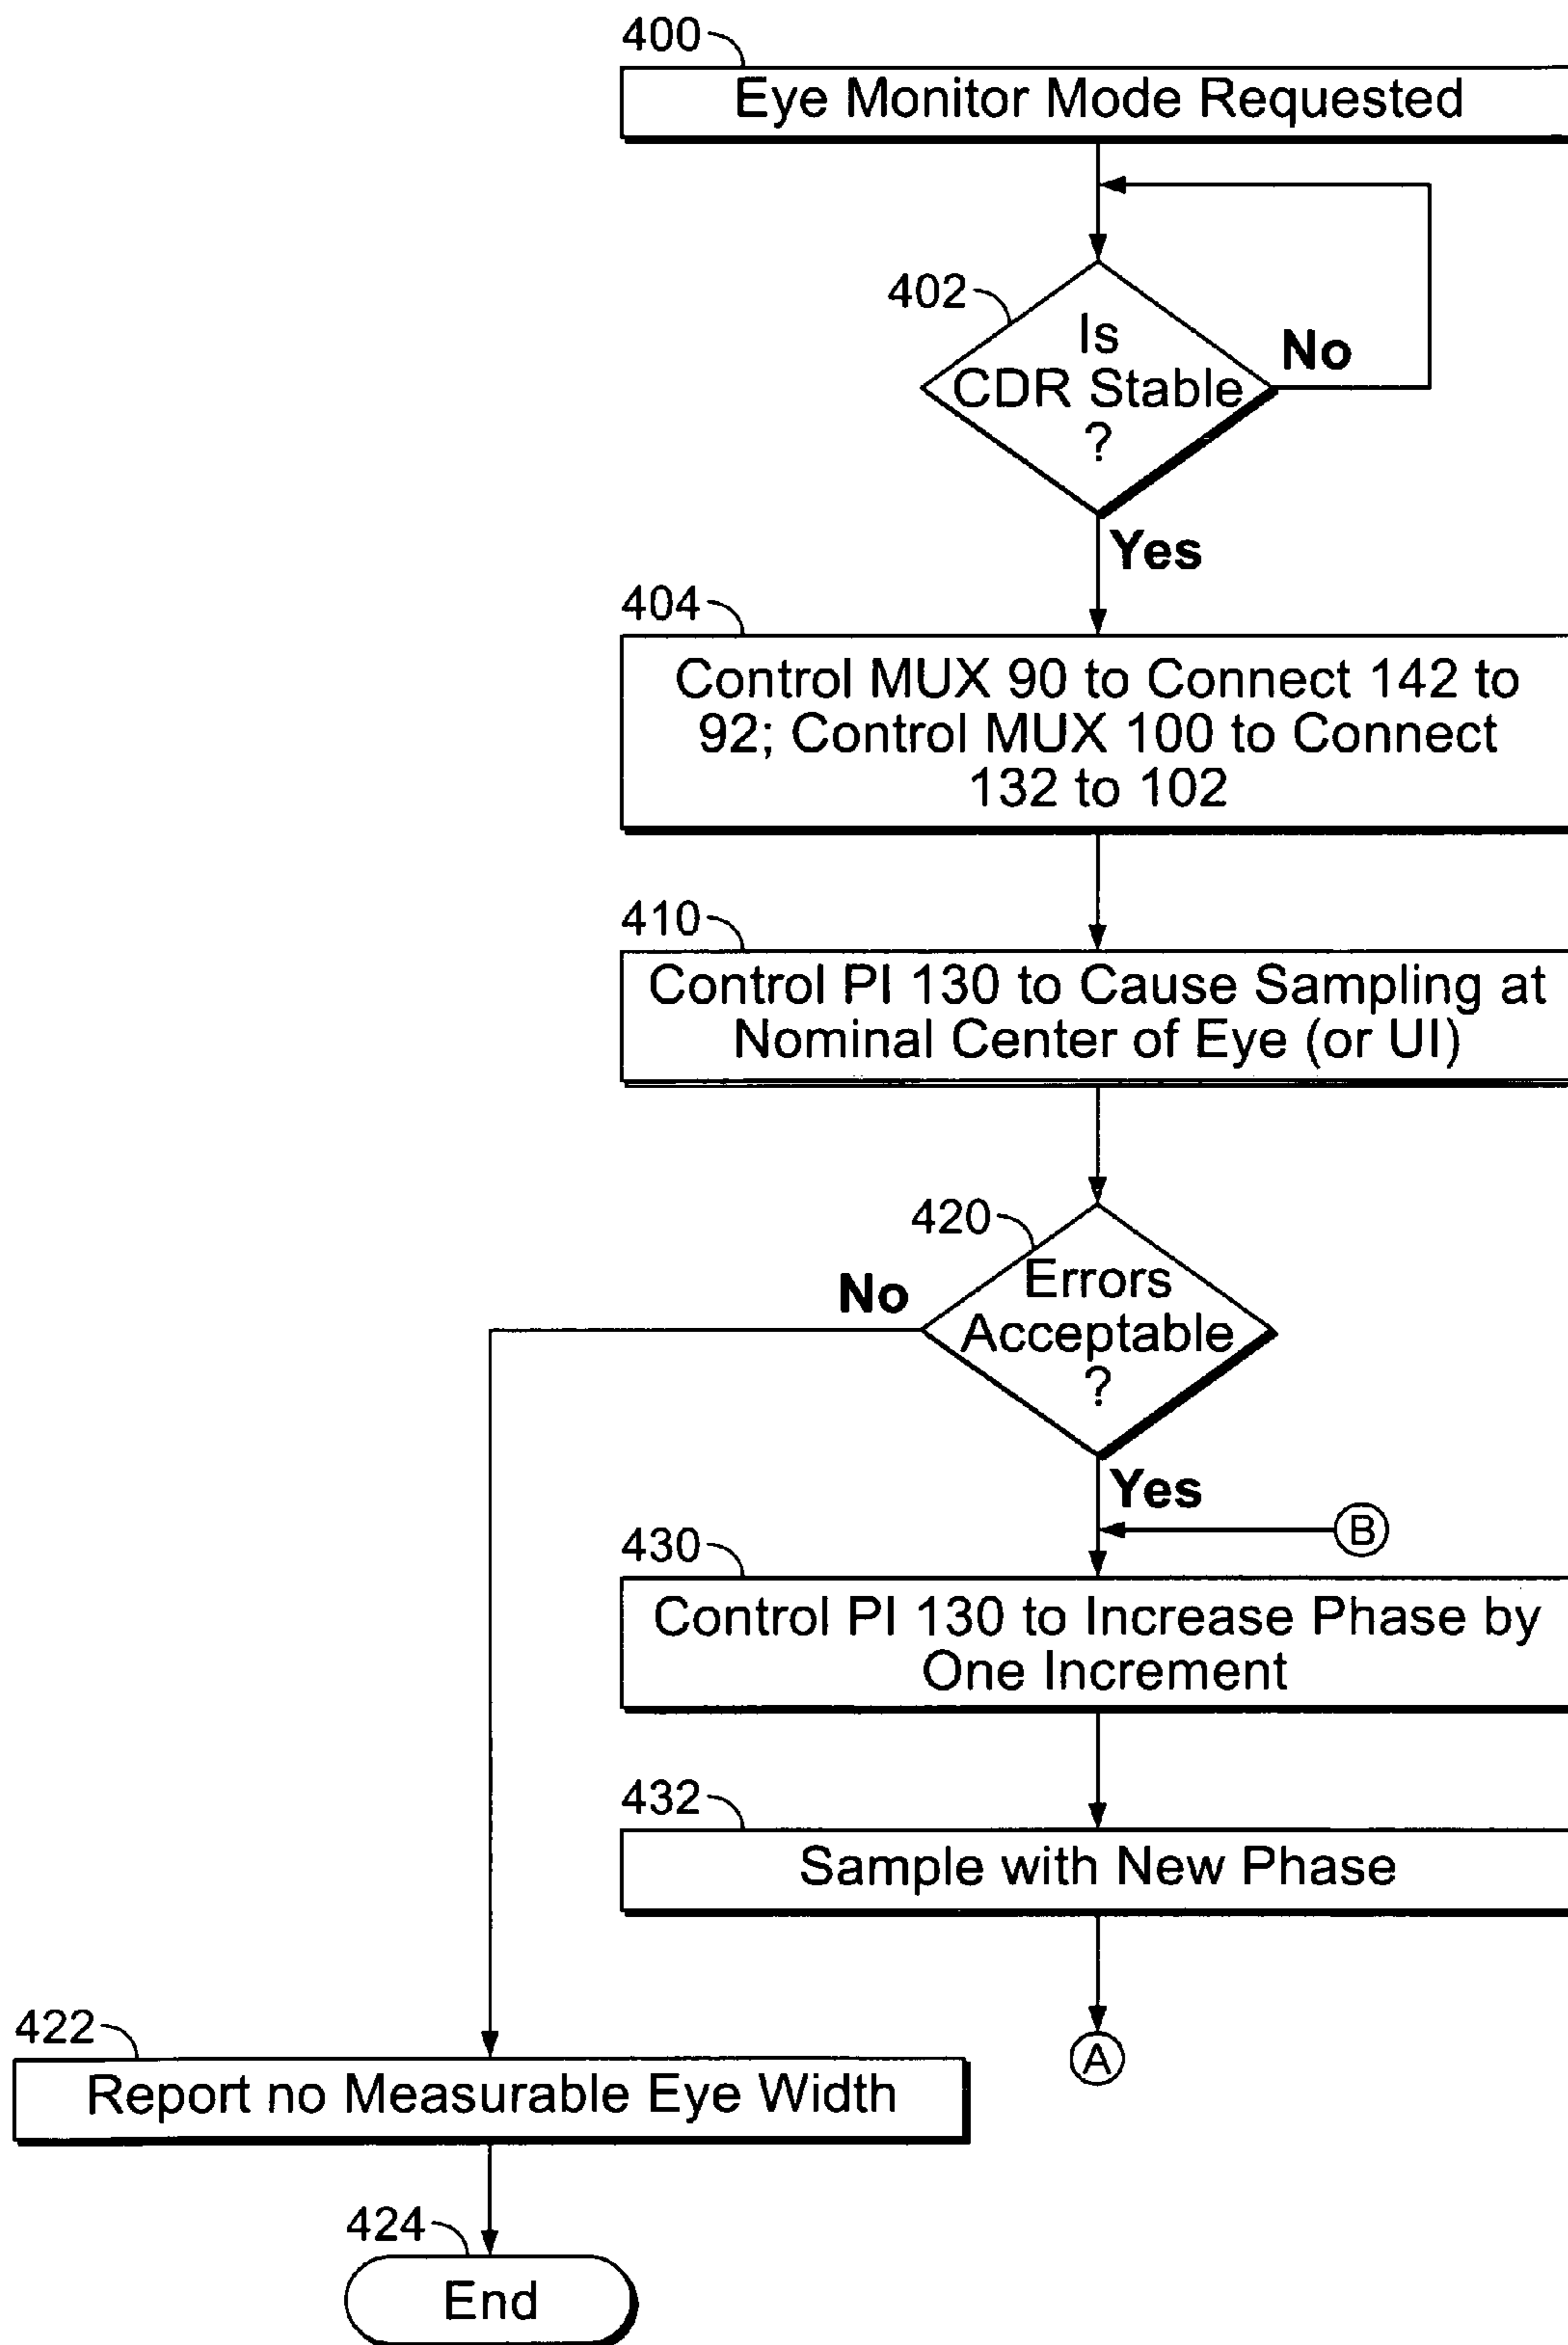 400
Eye Monitor Mode Requested
402
Is
CDR Stable
?
No
Yes
404
Control MUX 90 to Connect 142 to
92; Control MUX 100 to Connect
132 to 102
410
Control PI 130 to Cause Sampling at
Nominal Center of Eye (or UI)
420
Errors
Acceptable
?
No
Yes
B
430
Control PI 130 to Increase Phase by
One Increment
432
Sample with New Phase
A
422
Report no Measurable Eye Width
424
End